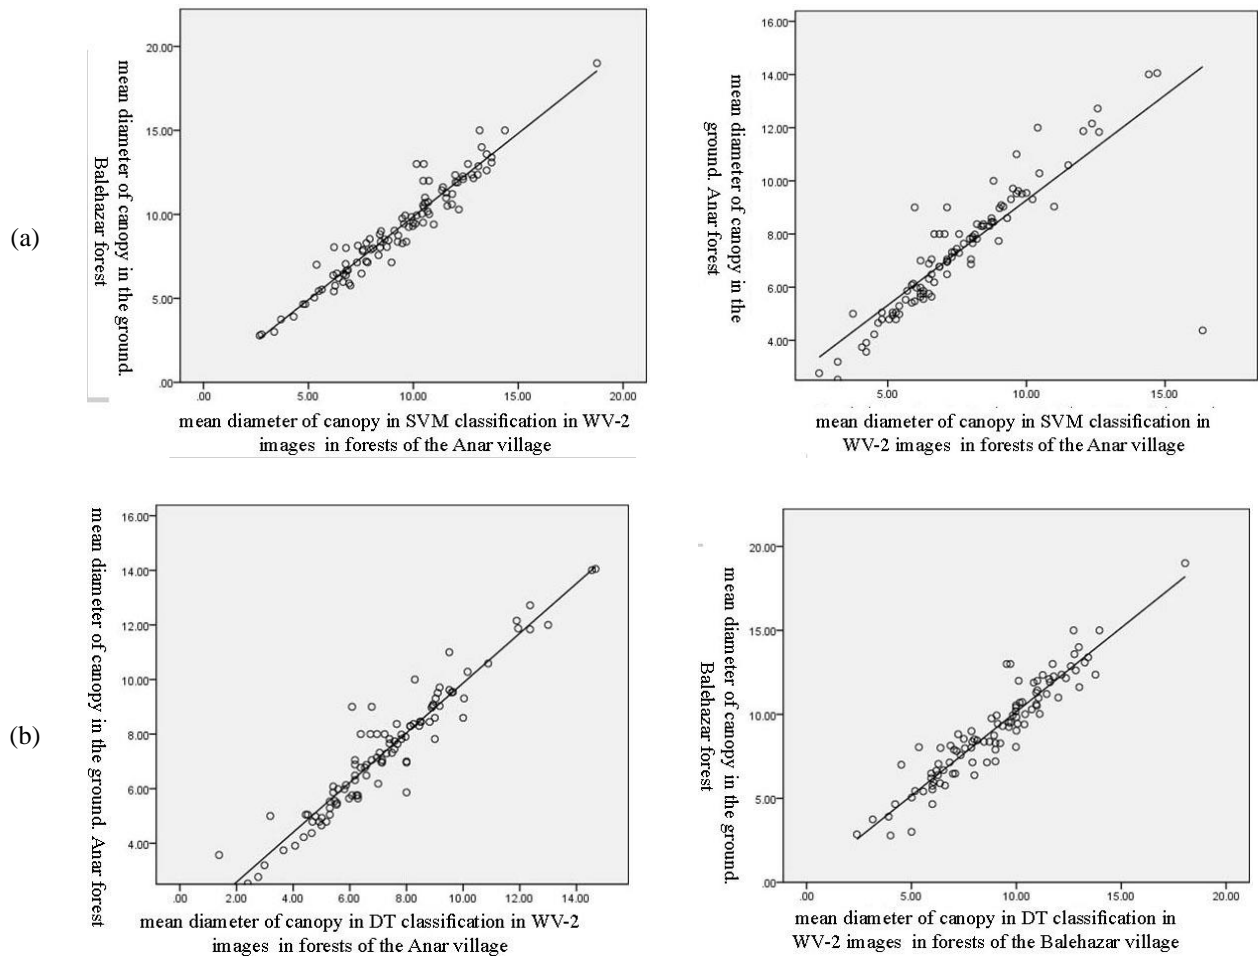 (a)
20.00
15.00
10.00
5.00
.00
mean diameter of canopy in the ground.
Balehazar forest
.00 5.00 10.00 15.00 20.00
mean diameter of canopy in SVM classification in WV-2
images in forests of the Anar village
16.00
14.00
12.00
10.00
8.00
6.00
4.00
mean diameter of canopy in the
ground. Anar forest
5.00 10.00 15.00
mean diameter of canopy in SVM classification in
WV-2 images in forests of the Anar village
(b)
16.00
14.00
12.00
10.00
8.00
6.00
4.00
mean diameter of canopy in the ground. Anar forest
.00 2.00 4.00 6.00 8.00 10.00 12.00 14.00
mean diameter of canopy in DT classification in WV-2
images in forests of the Anar village
20.00
15.00
10.00
5.00
.00
mean diameter of canopy in the ground.
Balehazar forest
.00 5.00 10.00 15.00 20.00
mean diameter of canopy in DT classification in
WV-2 images in forests of the Balehazar village